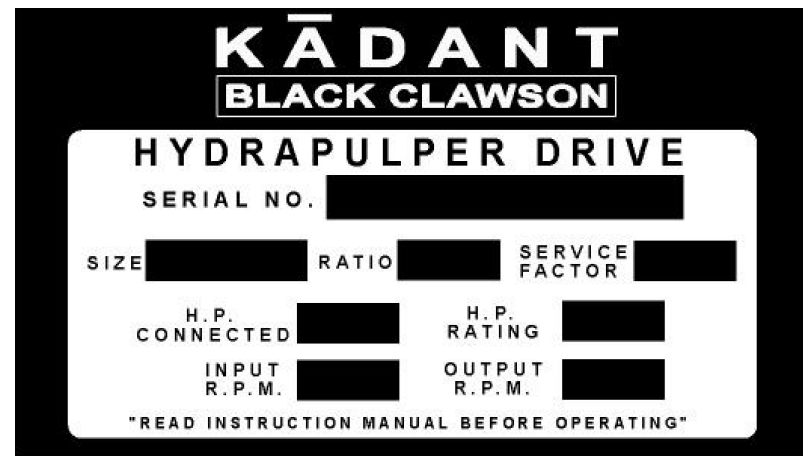 KĀDANT
BLACK CLAWSON
HYDRAPULPER DRIVE
SERIAL NO.
SIZE RATIO SERVICE FACTOR
H.P. CONNECTED H.P. RATING
INPUT R.P.M. OUTPUT R.P.M.
"READ INSTRUCTION MANUAL BEFORE OPERATING"